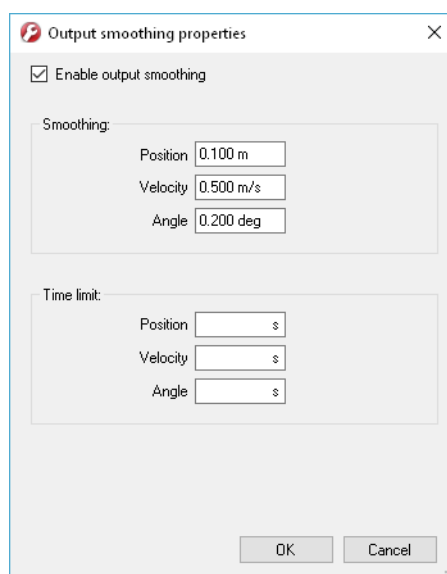 Output smoothing properties
Enable output smoothing
Smoothing:
Position 0.100 m
Velocity 0.500 m/s
Angle 0.200 deg
Time limit:
Position s
Velocity s
Angle s
OK Cancel